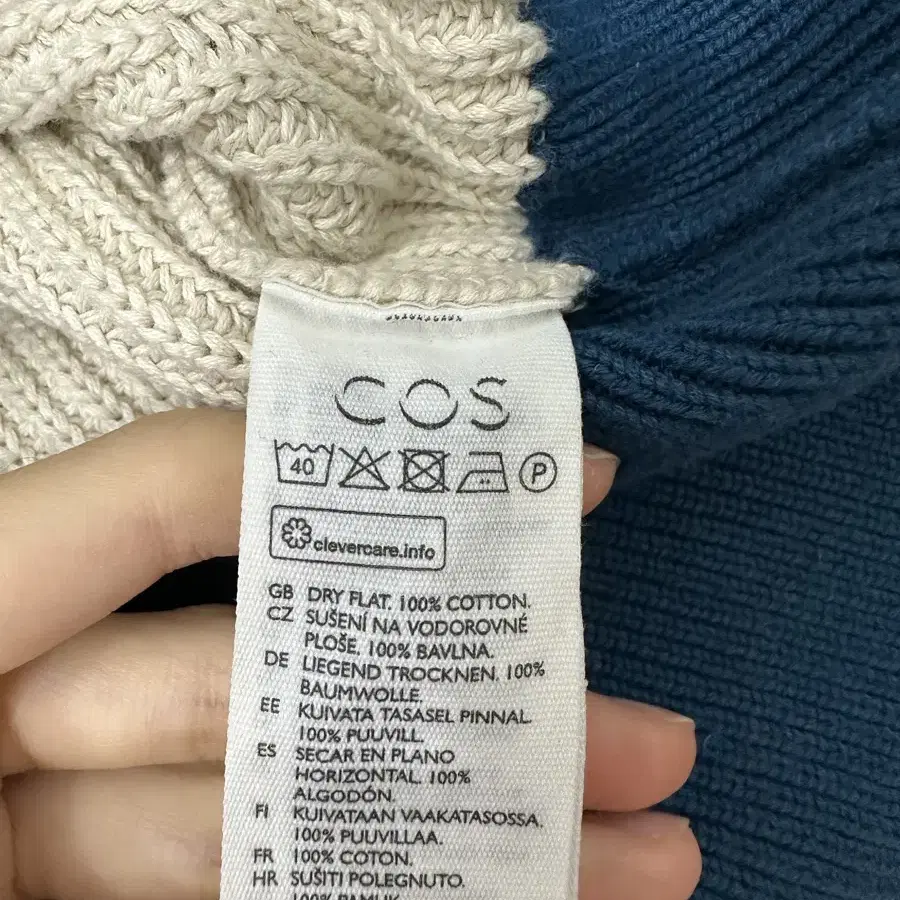 COS
40 P
clevercare.info
GB DRY FLAT. 100% COTTON.
CZ SUŠENÍ NA VODOROVNÉ
PLOŠE. 100% BAVLNA.
DE LIEGEND TROCKNEN. 100%
BAUMWOLLE.
EE KUIVATA TASASEL PINNAL.
100% PUUVILL.
ES SECAR EN PLANO
HORIZONTAL. 100%
ALGODÓN.
FI KUIVATAAN VAAKATASOSSA.
100% PUUVILLAA.
FR 100% COTON.
HR SUŠITI POLEGNUTO.
100% PAMUK.